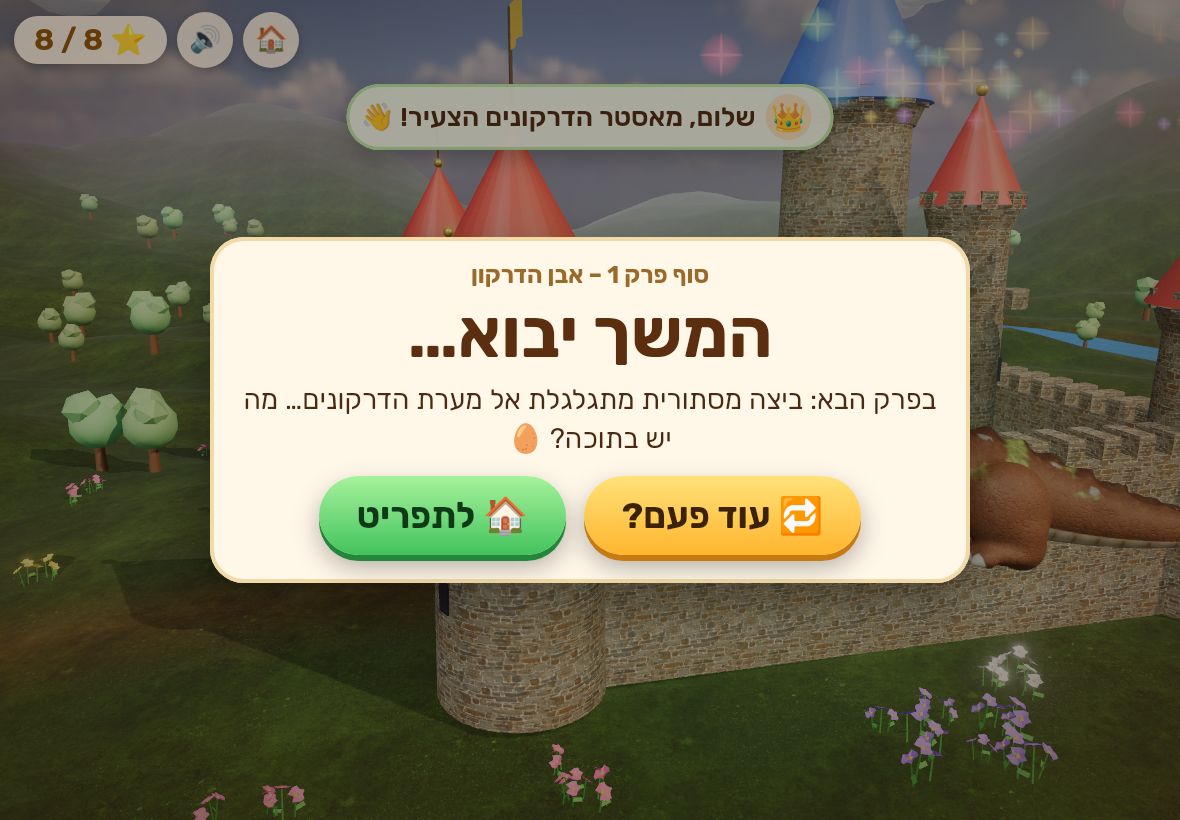 8 / 8
שלום, מאסטר הדרקונים הצעיר!
סוף פרק 1 – אבן הדרקון
המשך יבוא...
בפרק הבא: ביצה מסתורית מתגלגלת אל מערת הדרקונים... מה
יש בתוכה?
עוד פעם?
לתפריט